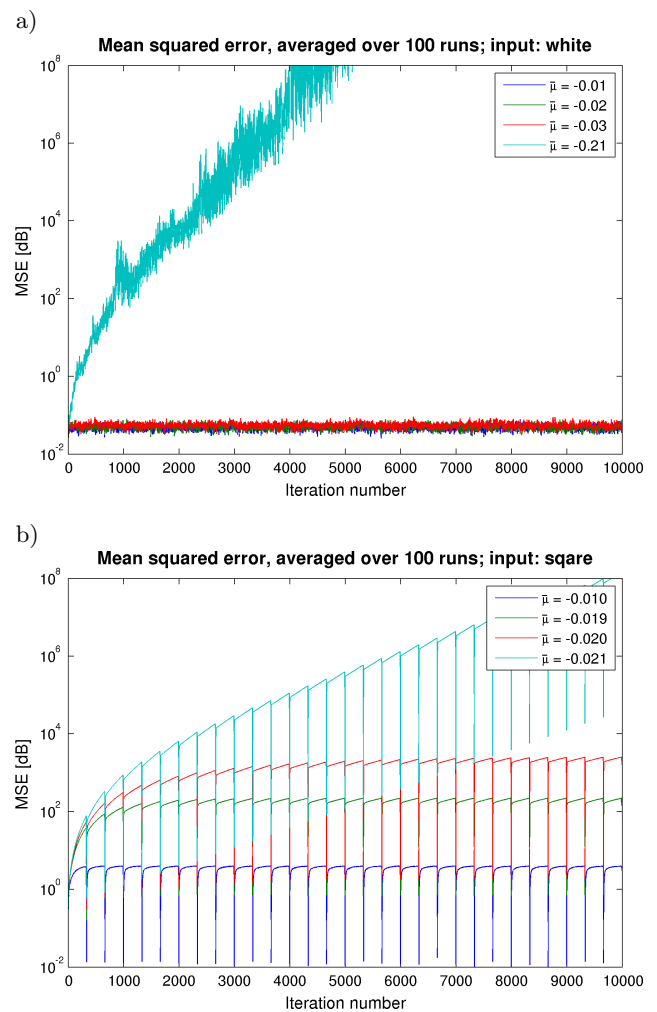 a)
Mean squared error, averaged over 100 runs; input: white
10^8
10^6
10^4
10^2
10^0
10^-2
MSE [dB]
μ̄ = -0.01
μ̄ = -0.02
μ̄ = -0.03
μ̄ = -0.21
0 1000 2000 3000 4000 5000 6000 7000 8000 9000 10000
Iteration number
b)
Mean squared error, averaged over 100 runs; input: sqare
10^8
10^6
10^4
10^2
10^0
10^-2
MSE [dB]
μ̄ = -0.010
μ̄ = -0.019
μ̄ = -0.020
μ̄ = -0.021
0 1000 2000 3000 4000 5000 6000 7000 8000 9000 10000
Iteration number